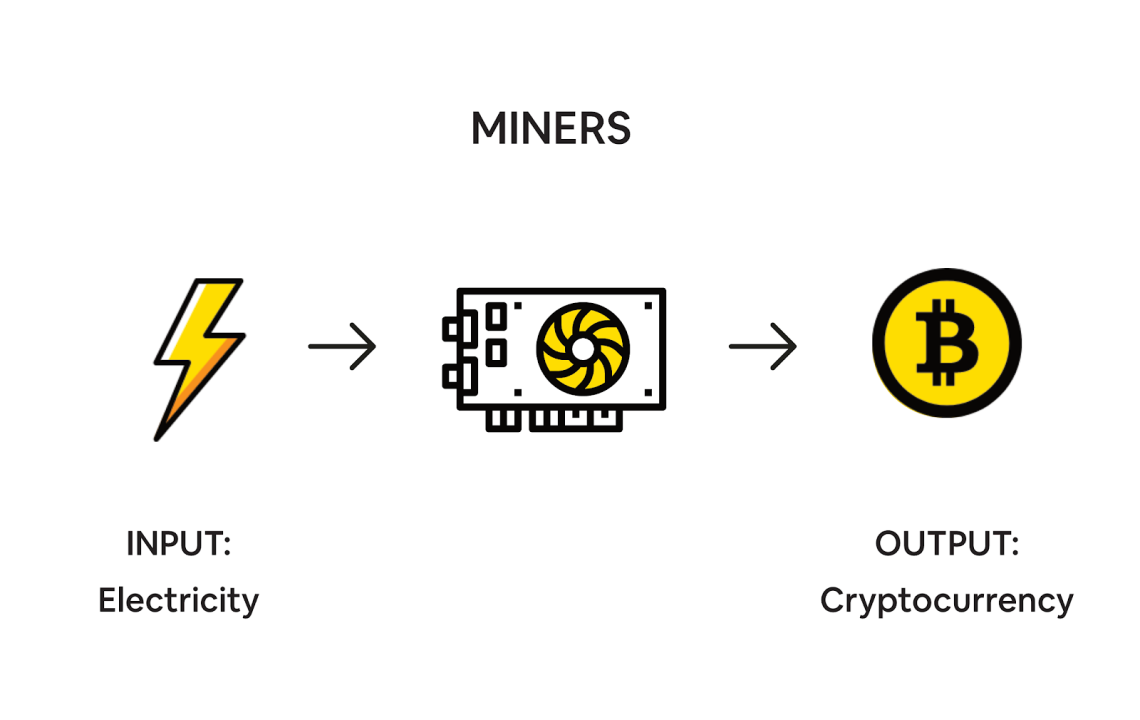 MINERS
INPUT:
Electricity
OUTPUT:
Cryptocurrency